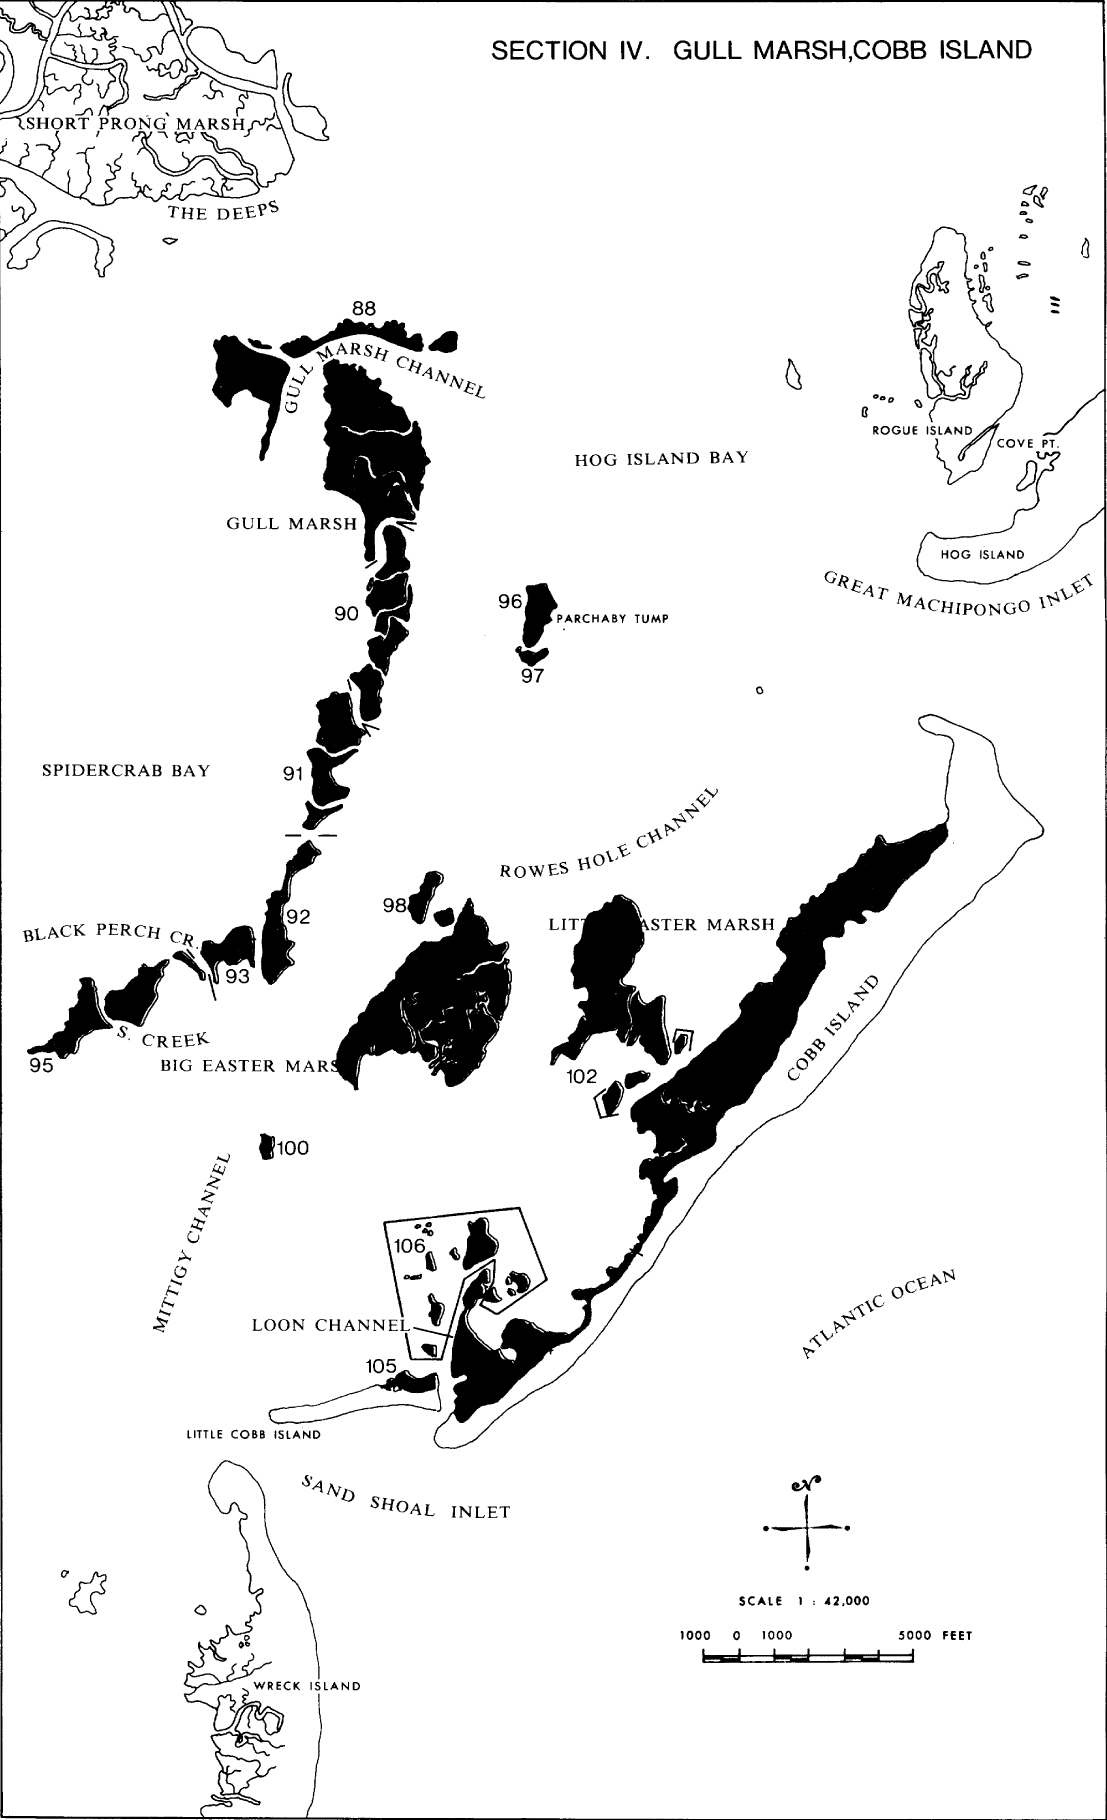 SECTION IV. GULL MARSH,COBB ISLAND
SHORT PRONG MARSH
THE DEEPS
88
GULL MARSH CHANNEL
ROGUE ISLAND
COVE PT.
HOG ISLAND BAY
GULL MARSH
HOG ISLAND
GREAT MACHIPONGO INLET
96
90
PARCHABY TUMP
97
SPIDERCRAB BAY
91
ROWES HOLE CHANNEL
98
92
LITT ASTER MARSH
BLACK PERCH CR.
93
COBB ISLAND
S. CREEK
95
BIG EASTER MARS
102
100
MITTIGY CHANNEL
106
ATLANTIC OCEAN
LOON CHANNEL
105
LITTLE COBB ISLAND
SAND SHOAL INLET
N
SCALE 1 : 42,000
1000 0 1000 5000 FEET
WRECK ISLAND